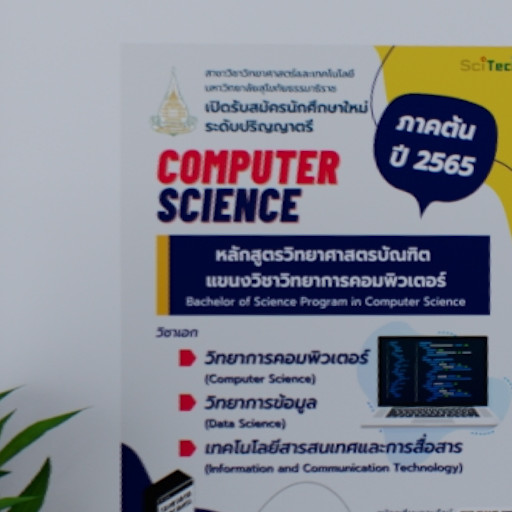 SciTec
สาขาวิชาวิทยาศาสตร์และเทคโนโลยี
มหาวิทยาลัยสุโขทัยธรรมาธิราช
เปิดรับสมัครนักศึกษาใหม่
ระดับปริญญาตรี
ภาคต้น
ปี 2565
COMPUTER
SCIENCE
หลักสูตรวิทยาศาสตรบัณฑิต
แขนงวิชาวิทยาการคอมพิวเตอร์
Bachelor of Science Program in Computer Science
วิชาเอก
วิทยาการคอมพิวเตอร์
(Computer Science)
วิทยาการข้อมูล
(Data Science)
เทคโนโลยีสารสนเทศและการสื่อสาร
(Information and Communication Technology)